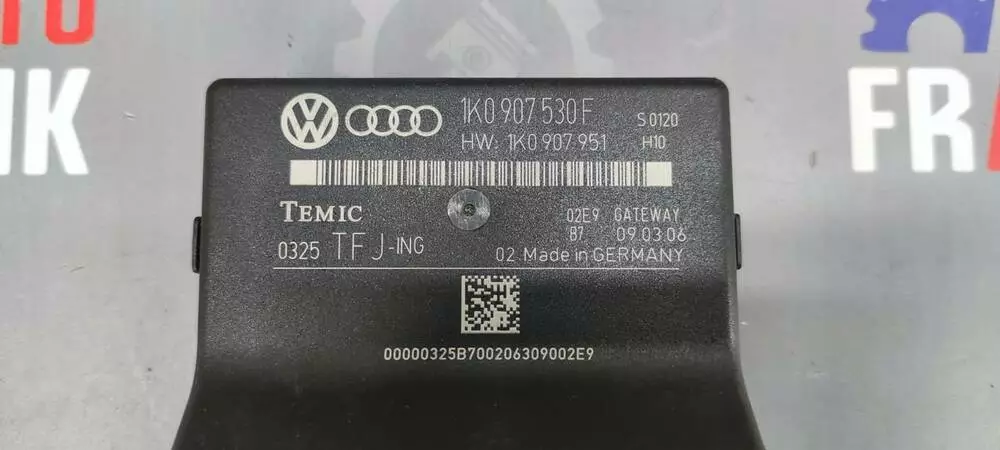 1K0 907 530 F S 0120
HW: 1K0 907 951 H10
TEMIC
02E9 GATEWAY
B7 09.03.06
0325 TFJ-ING
02 Made in GERMANY
00000325B700206309002E9